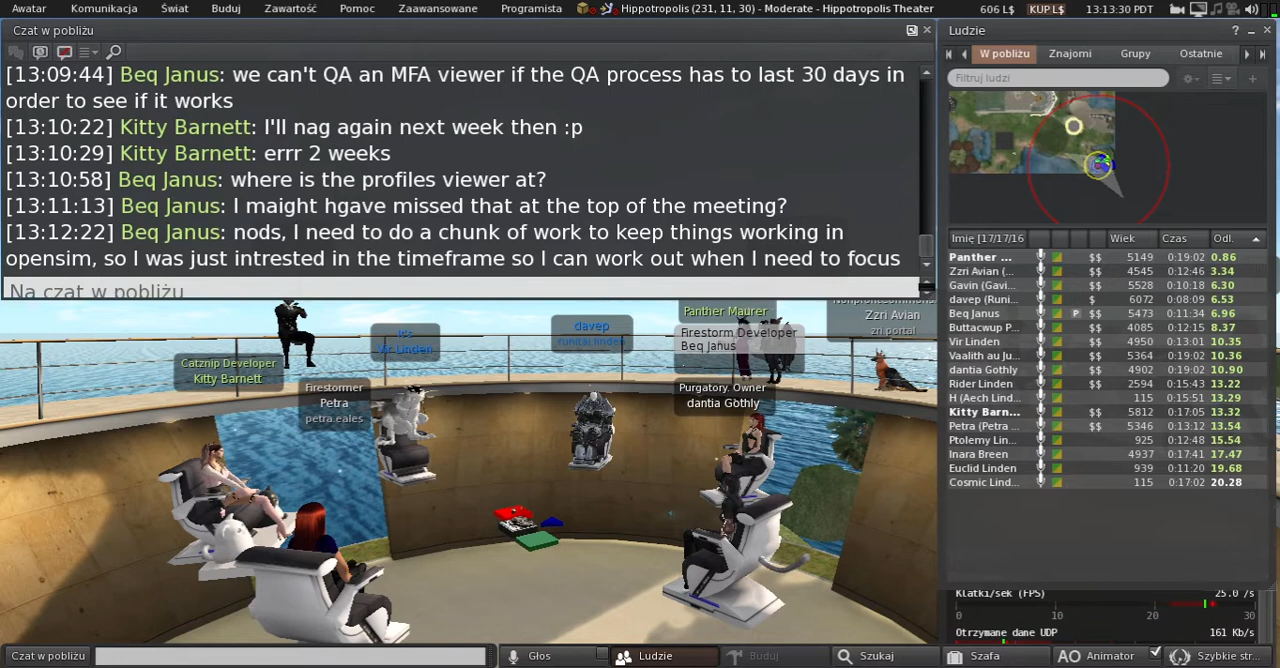 Awatar Komunikacja Świat Buduj Zawartość Pomoc Zaawansowane Programista Hippotropolis (231, 11, 30) - Moderate - Hippotropolis Theater 606 L$ KUP L$ 13:13:30 PDT
Czat w pobliżu
[13:09:44] Beq Janus: we can't QA an MFA viewer if the QA process has to last 30 days in
order to see if it works
[13:10:22] Kitty Barnett: I'll nag again next week then :p
[13:10:29] Kitty Barnett: errr 2 weeks
[13:10:58] Beq Janus: where is the profiles viewer at?
[13:11:13] Beq Janus: I maight hgave missed that at the top of the meeting?
[13:12:22] Beq Janus: nods, I need to do a chunk of work to keep things working in
opensim, so I was just intrested in the timeframe so I can work out when I need to focus
Na czat w pobliżu
Ludzie
W pobliżu Znajomi Grupy Ostatnie
Filtruj ludzi
Imię [17/17/16 Wiek Czas Odl.
Panther ... $$ 5149 0:19:02 0.86
Zzri Avian (... $$ 4545 0:12:46 3.34
Gavin (Gavi... $$ 5528 0:10:18 6.30
davep (Runi... $ 6072 0:08:09 6.53
Beq Janus P $$ 5473 0:11:34 6.96
Buttacwup P... $$ 4085 0:12:15 8.37
Vir Linden $$ 4950 0:13:01 10.35
Vaalith au Ju... $$ 5364 0:19:02 10.36
dantia Gothly $$ 4902 0:19:02 10.90
Rider Linden $$ 2594 0:15:43 13.22
H (Aech Lind... 115 0:15:51 13.29
Kitty Barn... $$ 5812 0:17:05 13.32
Petra (Petra ... $$ 5346 0:13:12 13.54
Ptolemy Lin... 925 0:12:48 15.54
Inara Breen 4937 0:17:41 17.47
Euclid Linden 939 0:11:20 19.68
Cosmic Lind... 115 0:17:02 20.28
Klatki/sek (FPS) 25.0 /s
0 10 20 30
Otrzymane dane UDP 161 Kb/s
Catznip Developer
Kitty Barnett
Firestormer
Petra
petra.eales
It's
Vir Linden
davep
runitai.linden
Panther Maurer
Firestorm Developer
Beq Janus
Purgatory. Owner
dantia Gothly
Zzri Avian
zri portal
Czat w pobliżu Głos Ludzie Buduj Szukaj Szafa AO Animator Szybkie str...